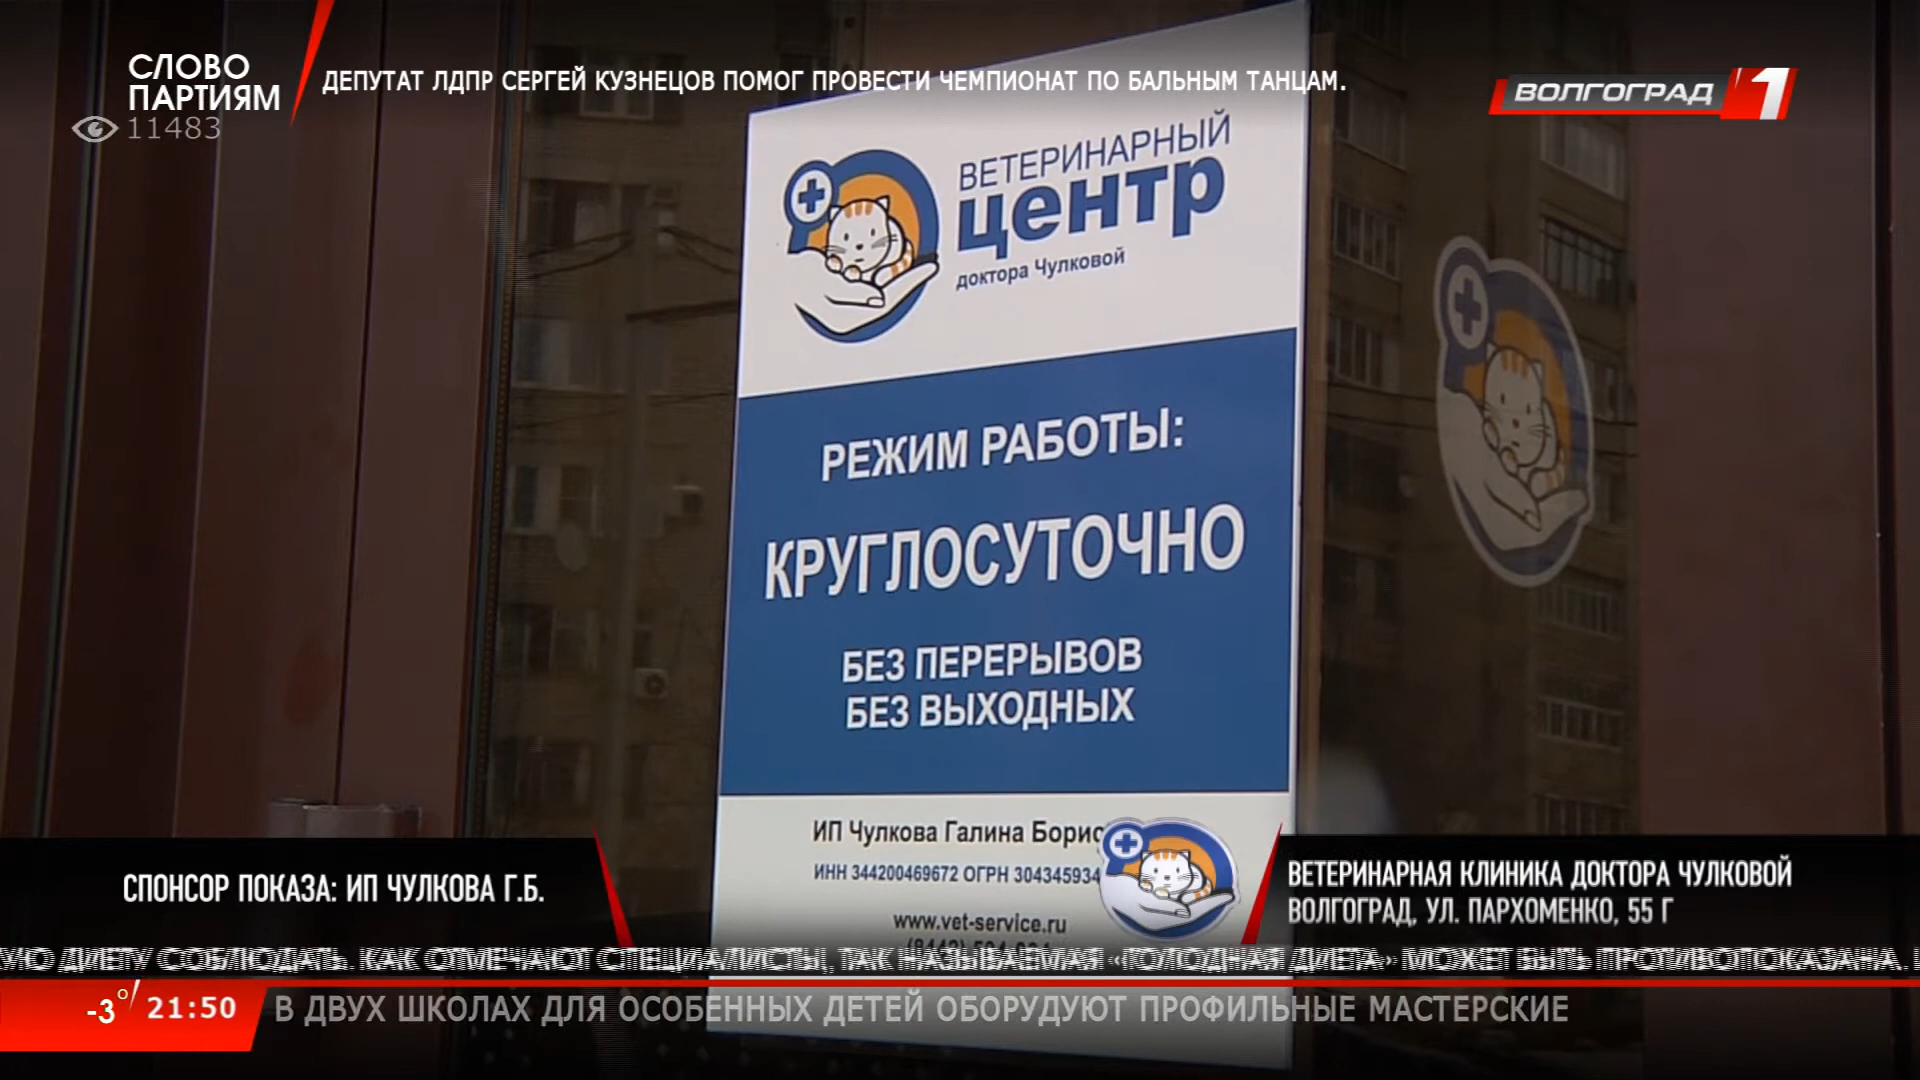 СЛОВО
ПАРТИЯМ
11483
ДЕПУТАТ ЛДПР СЕРГЕЙ КУЗНЕЦОВ ПОМОГ ПРОВЕСТИ ЧЕМПИОНАТ ПО БАЛЬНЫМ ТАНЦАМ.
ВОЛГОГРАД 1
ВЕТЕРИНАРНЫЙ
центр
доктора Чулковой
РЕЖИМ РАБОТЫ:
КРУГЛОСУТОЧНО
БЕЗ ПЕРЕРЫВОВ
БЕЗ ВЫХОДНЫХ
ИП Чулкова Галина
ИНН 344200469672 ОГРН
www.vet-service.ru
СПОНСОР ПОКАЗА: ИП ЧУЛКОВА Г.Б.
ВЕТЕРИНАРНАЯ КЛИНИКА ДОКТОРА ЧУЛКОВОЙ
ВОЛГОГРАД, УЛ. ПАРХОМЕНКО, 55 Г
ДИЕТУ СОБЛЮДАТЬ. КАК ОТМЕЧАЮТ СПЕЦИАЛИСТЫ, ТАК НАЗЫВАЕМАЯ «ГОЛОДНАЯ ДИЕТА» МОЖЕТ БЫТЬ ПРОТИВОПОКАЗАНА.
-3° 21:50
В ДВУХ ШКОЛАХ ДЛЯ ОСОБЕННЫХ ДЕТЕЙ ОБОРУДУЮТ ПРОФИЛЬНЫЕ МАСТЕРСКИЕ